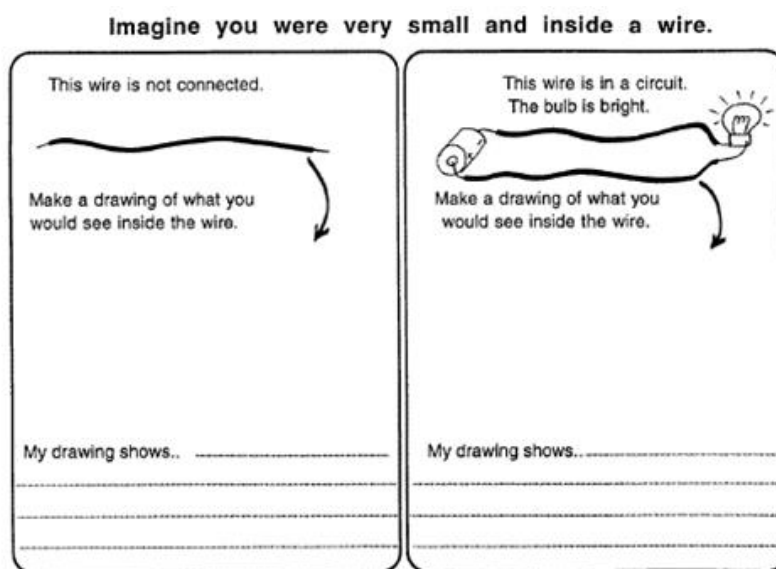 Imagine you were very small and inside a wire.
This wire is not connected.
Make a drawing of what you
would see inside the wire.
My drawing shows..
This wire is in a circuit.
The bulb is bright.
Make a drawing of what you
would see inside the wire.
My drawing shows..